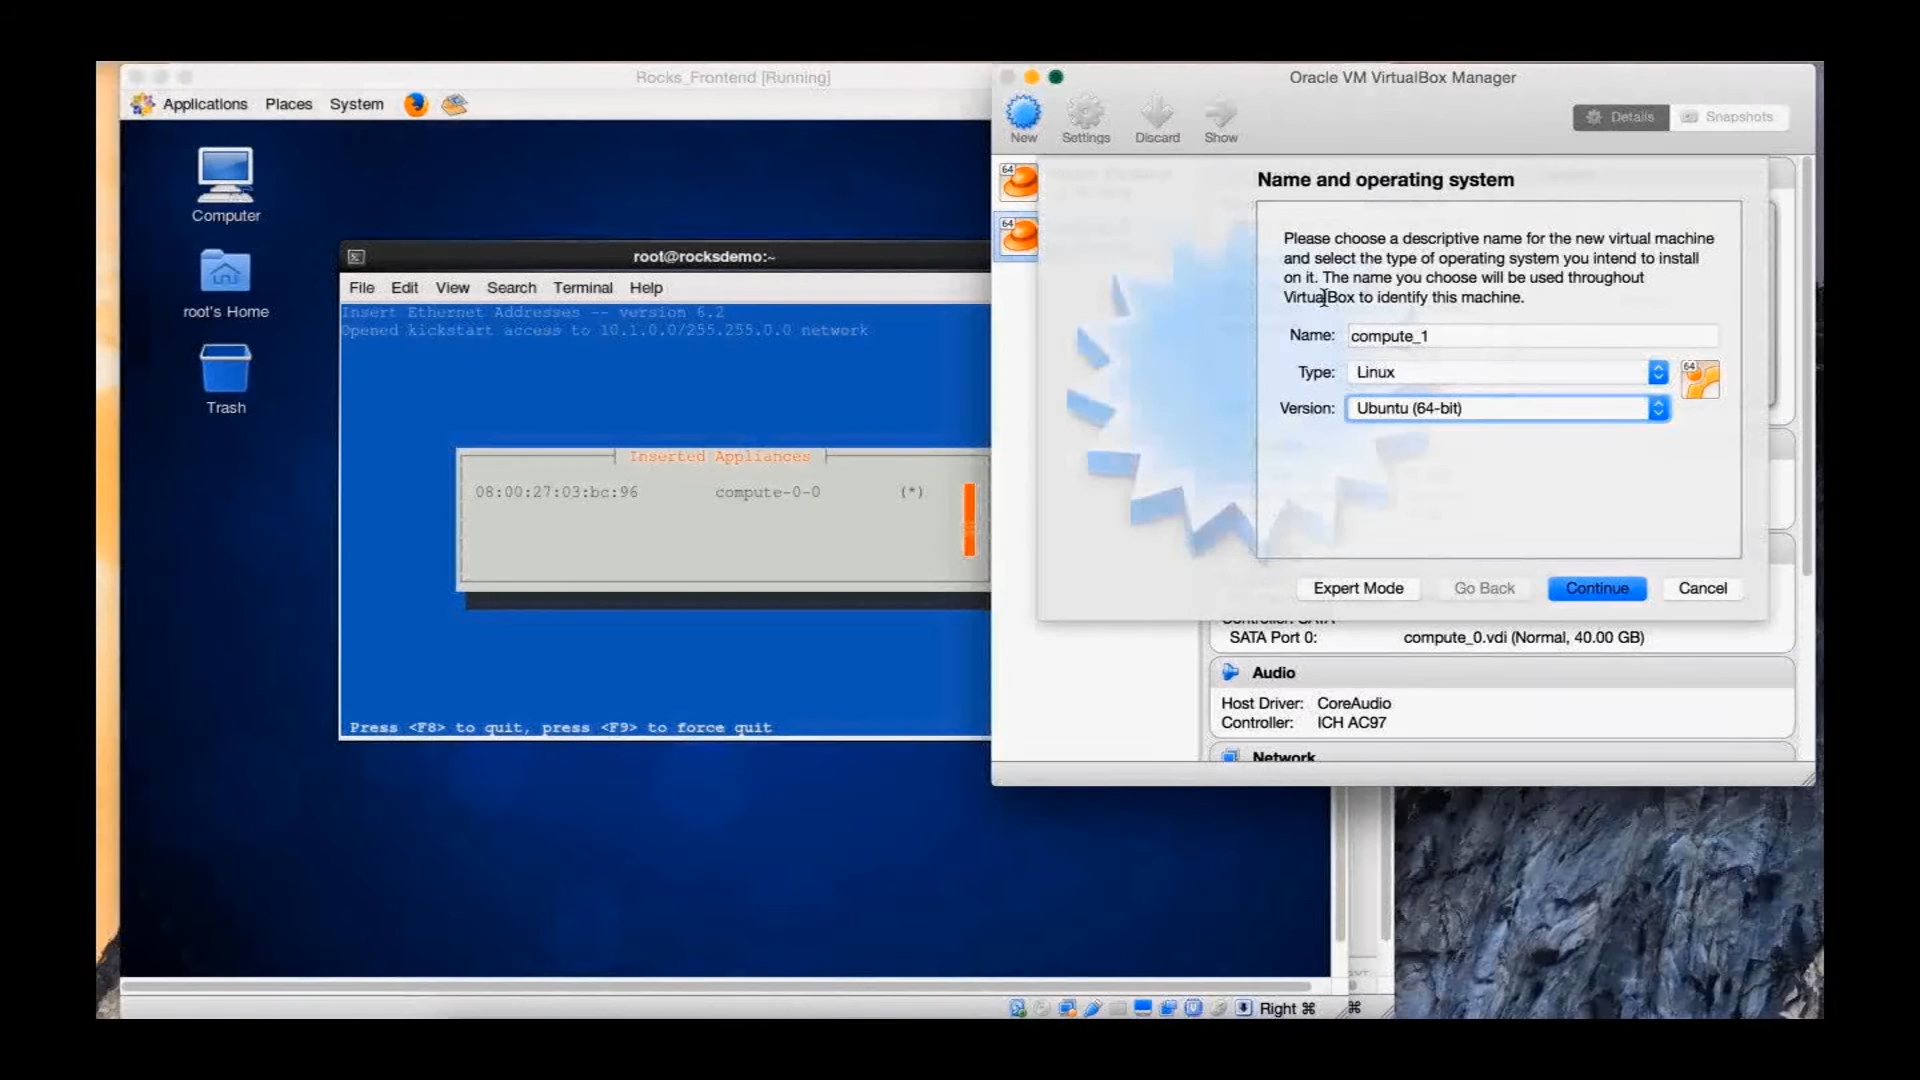 Rocks_Frontend [Running]
Applications Places System
Computer
root's Home
Trash
root@rocksdemo:~
File Edit View Search Terminal Help
Insert Ethernet Addresses -- version 6.2
Opened kickstart access to 10.1.0.0/255.255.0.0 network
Inserted Appliances
08:00:27:03:bc:96 compute-0-0 (*)
Press <F8> to quit, press <F9> to force quit
Right ⌘
⌘
Oracle VM VirtualBox Manager
New Settings Discard Show
Details Snapshots
64
64
Name and operating system
Please choose a descriptive name for the new virtual machine
and select the type of operating system you intend to install
on it. The name you choose will be used throughout
VirtualBox to identify this machine.
Name: compute_1
Type: Linux
64
Version: Ubuntu (64-bit)
Expert Mode Go Back Continue Cancel
Controller: SATA
SATA Port 0: compute_0.vdi (Normal, 40.00 GB)
Audio
Host Driver: CoreAudio
Controller: ICH AC97
Network